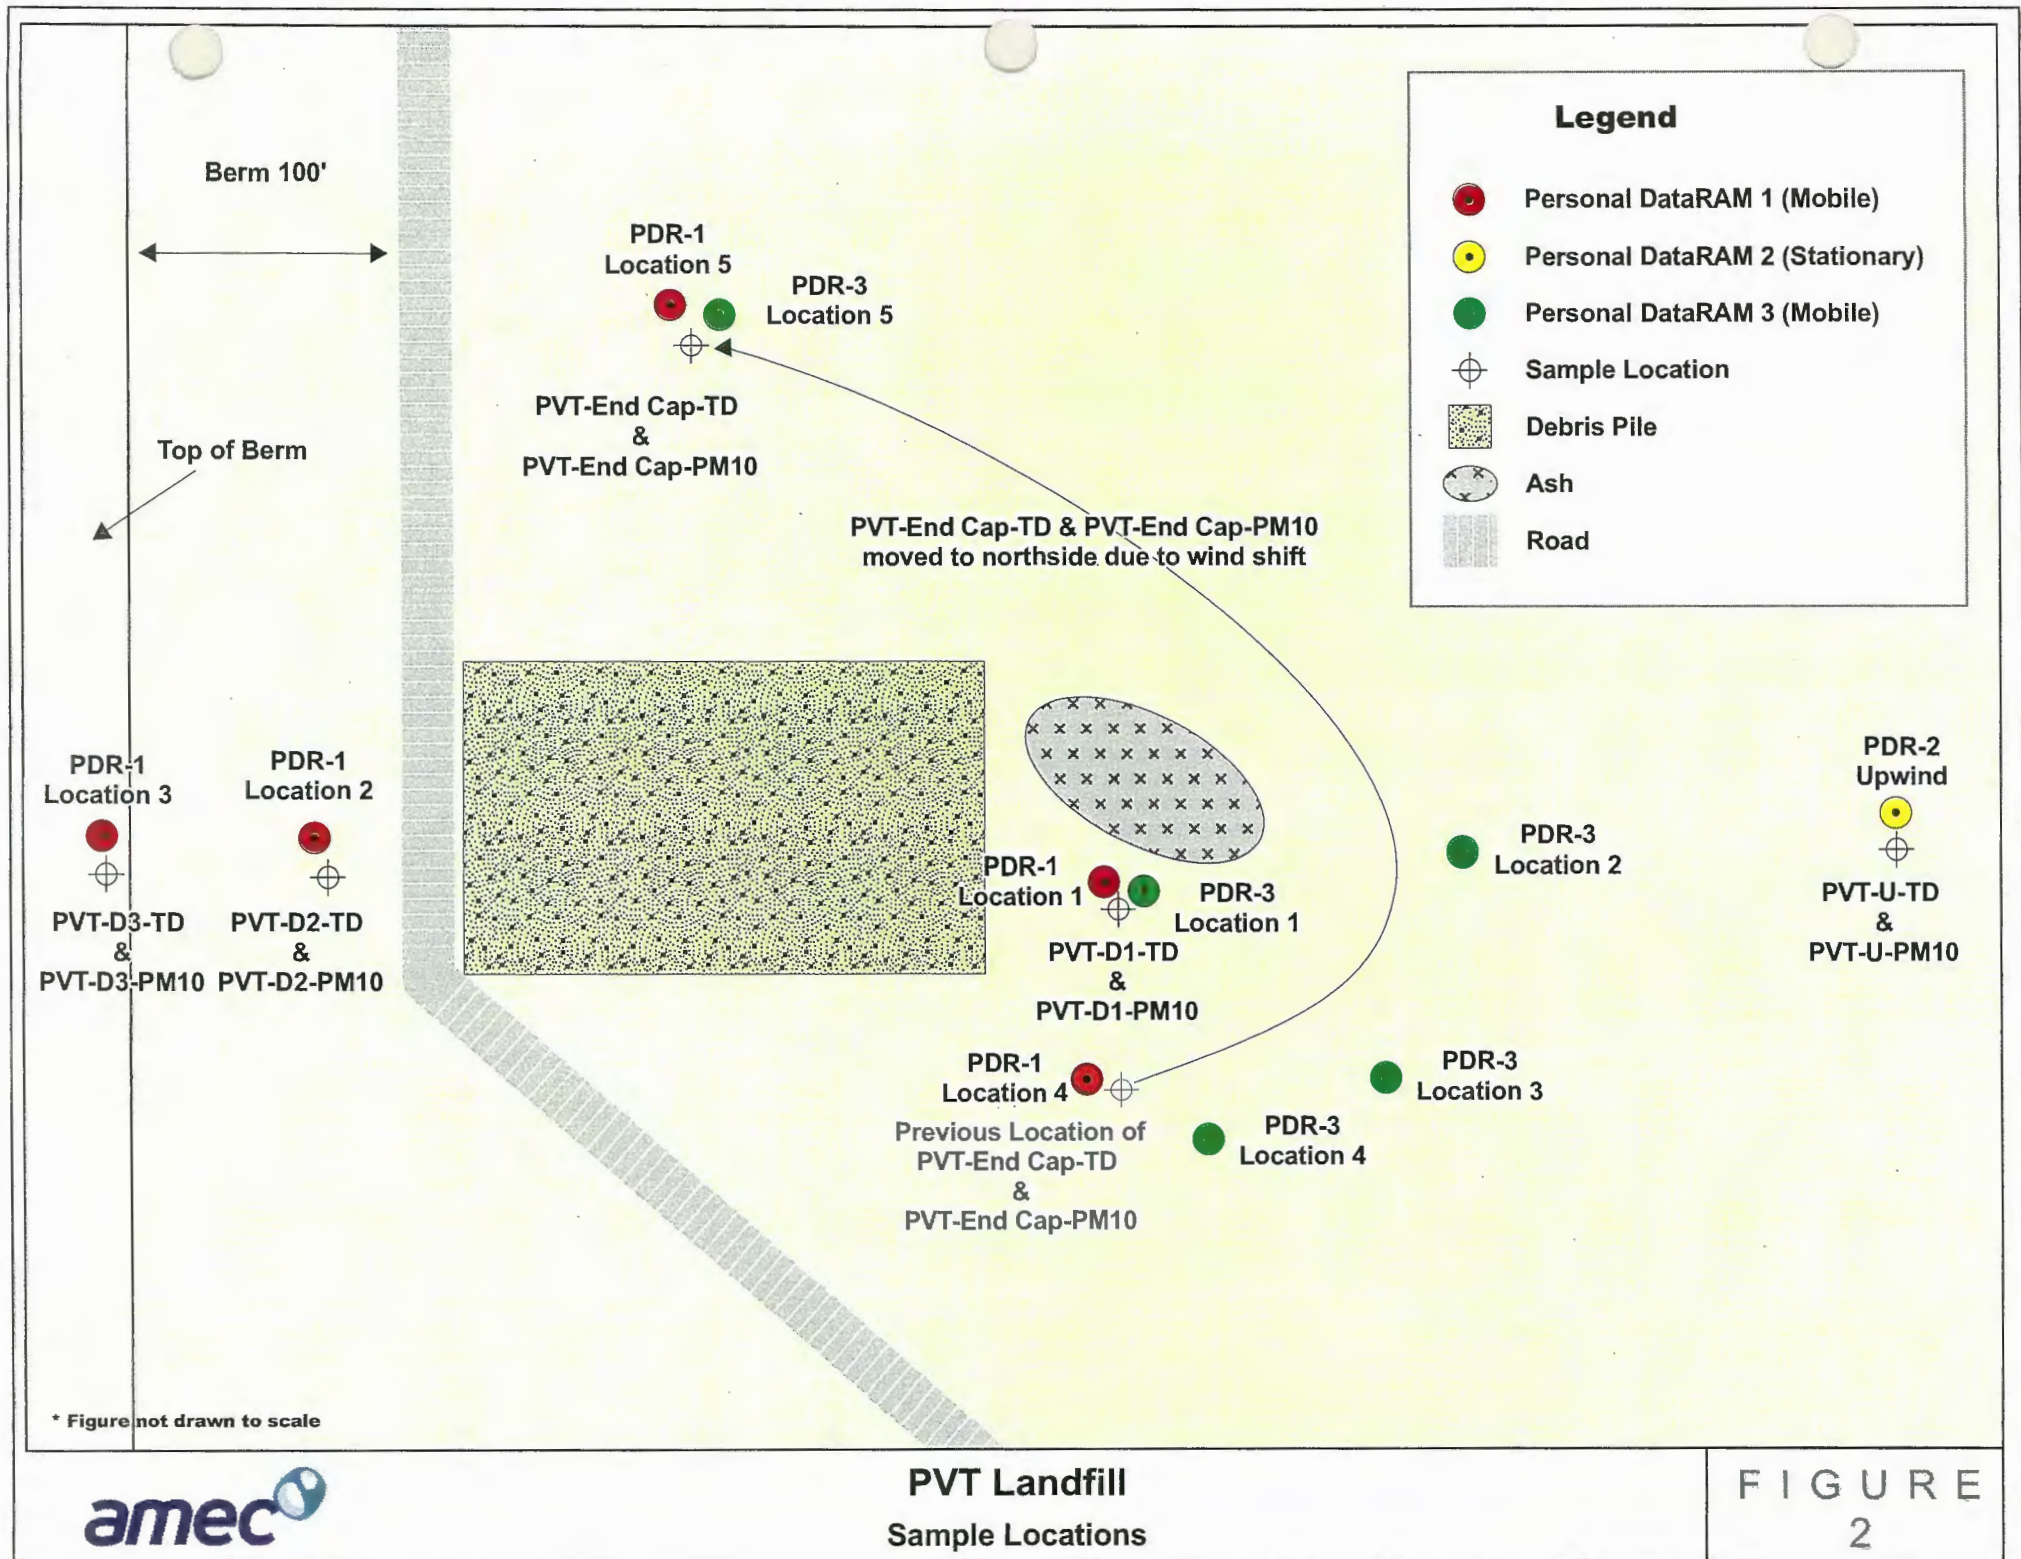 Legend
Personal DataRAM 1 (Mobile)
Personal DataRAM 2 (Stationary)
Personal DataRAM 3 (Mobile)
Sample Location
Debris Pile
Ash
Road
Berm 100'
Top of Berm
PDR-1
Location 5
PDR-3
Location 5
PVT-End Cap-TD
&
PVT-End Cap-PM10
PVT-End Cap-TD & PVT-End Cap-PM10
moved to northside due to wind shift
PDR-1
Location 3
PVT-D3-TD
&
PVT-D3-PM10
PDR-1
Location 2
PVT-D2-TD
&
PVT-D2-PM10
PDR-1
Location 1
PDR-3
Location 1
PVT-D1-TD
&
PVT-D1-PM10
PDR-3
Location 2
PDR-2
Upwind
PVT-U-TD
&
PVT-U-PM10
PDR-1
Location 4
Previous Location of
PVT-End Cap-TD
&
PVT-End Cap-PM10
PDR-3
Location 3
PDR-3
Location 4
* Figure not drawn to scale
amec
PVT Landfill
Sample Locations
FIGURE
2